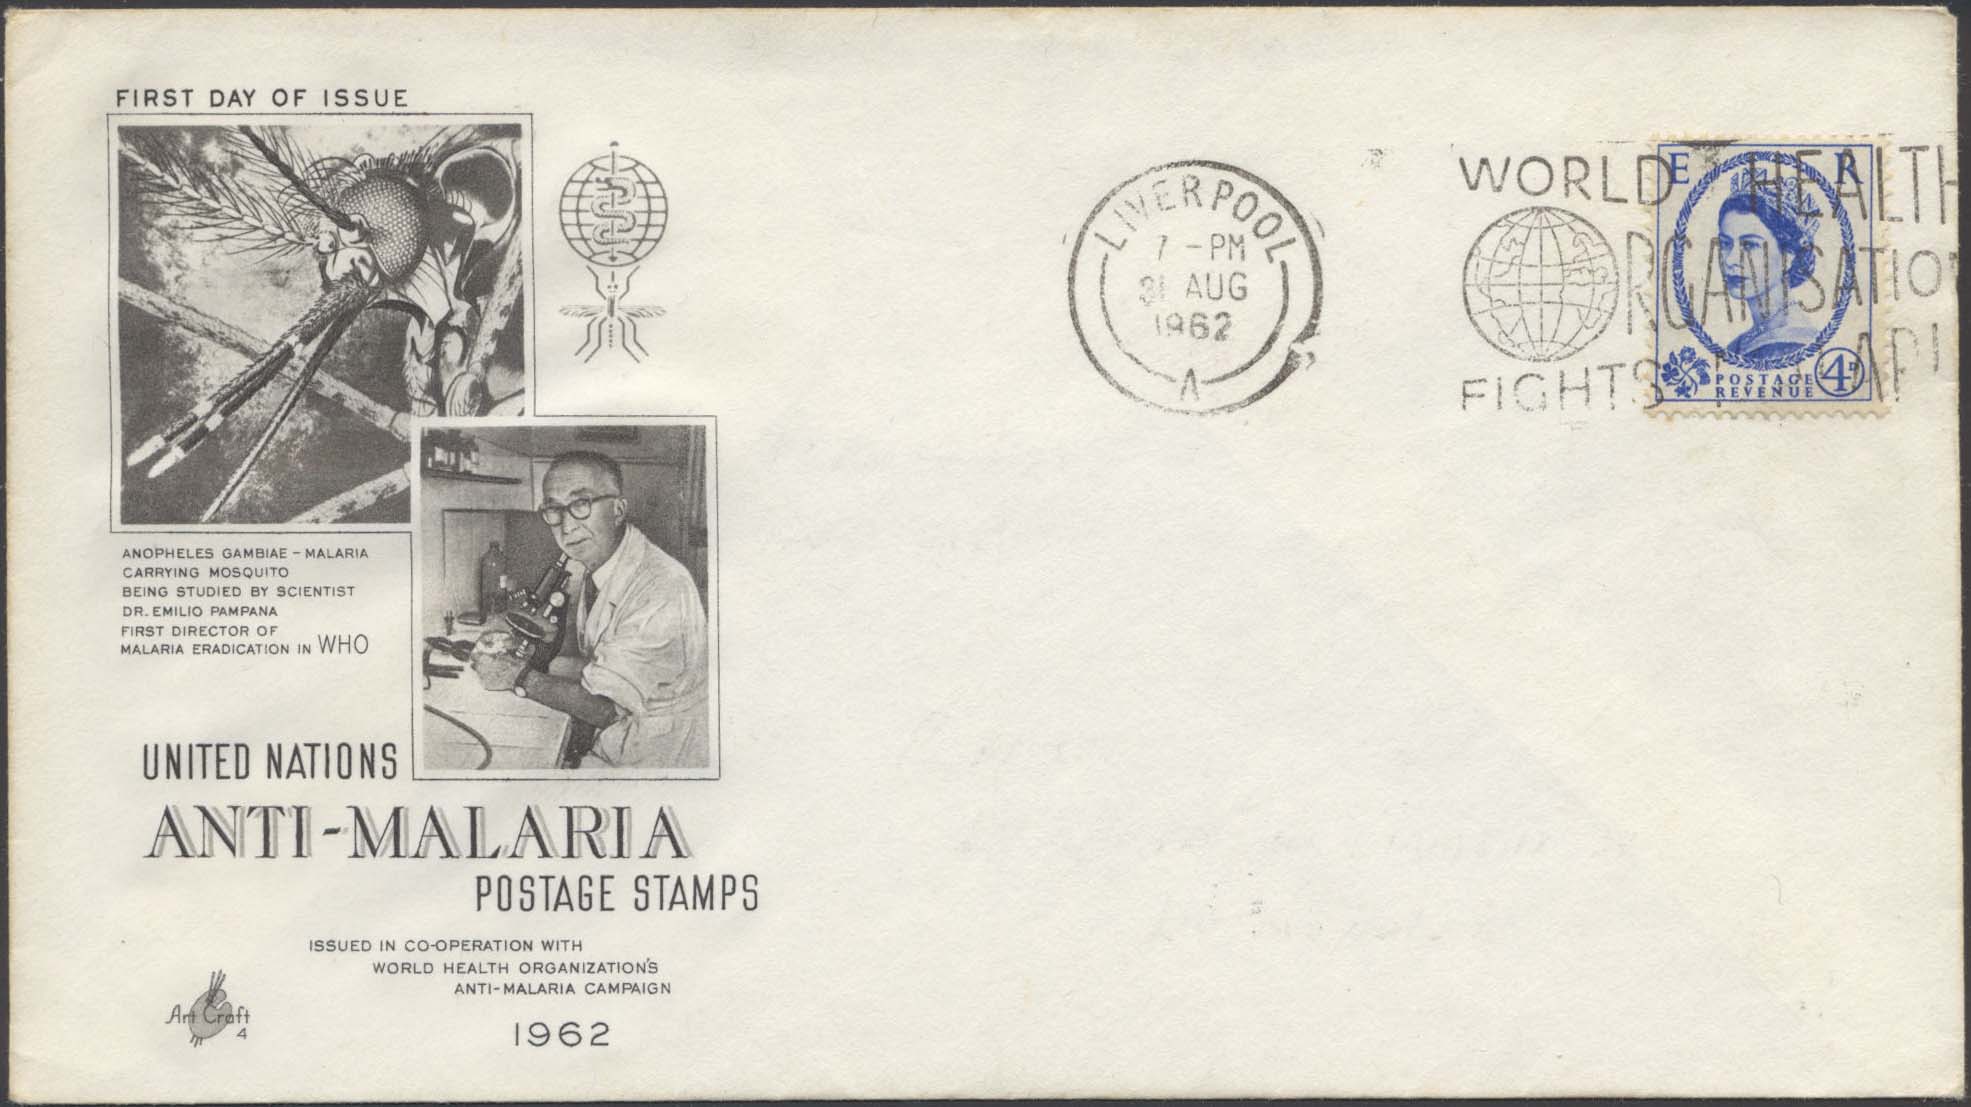 FIRST DAY OF ISSUE
ANOPHELES GAMBIAE – MALARIA
CARRYING MOSQUITO
BEING STUDIED BY SCIENTIST
DR. EMILIO PAMPANA
FIRST DIRECTOR OF
MALARIA ERADICATION IN WHO
UNITED NATIONS
ANTI-MALARIA
POSTAGE STAMPS
ISSUED IN CO-OPERATION WITH
WORLD HEALTH ORGANIZATION'S
ANTI-MALARIA CAMPAIGN
1962
Art Craft
4
LIVERPOOL
7 – PM
31 AUG
1962
A
WORLD HEALTH
RGANISATIO
FIGHTS
E R
POSTAGE
REVENUE
4D